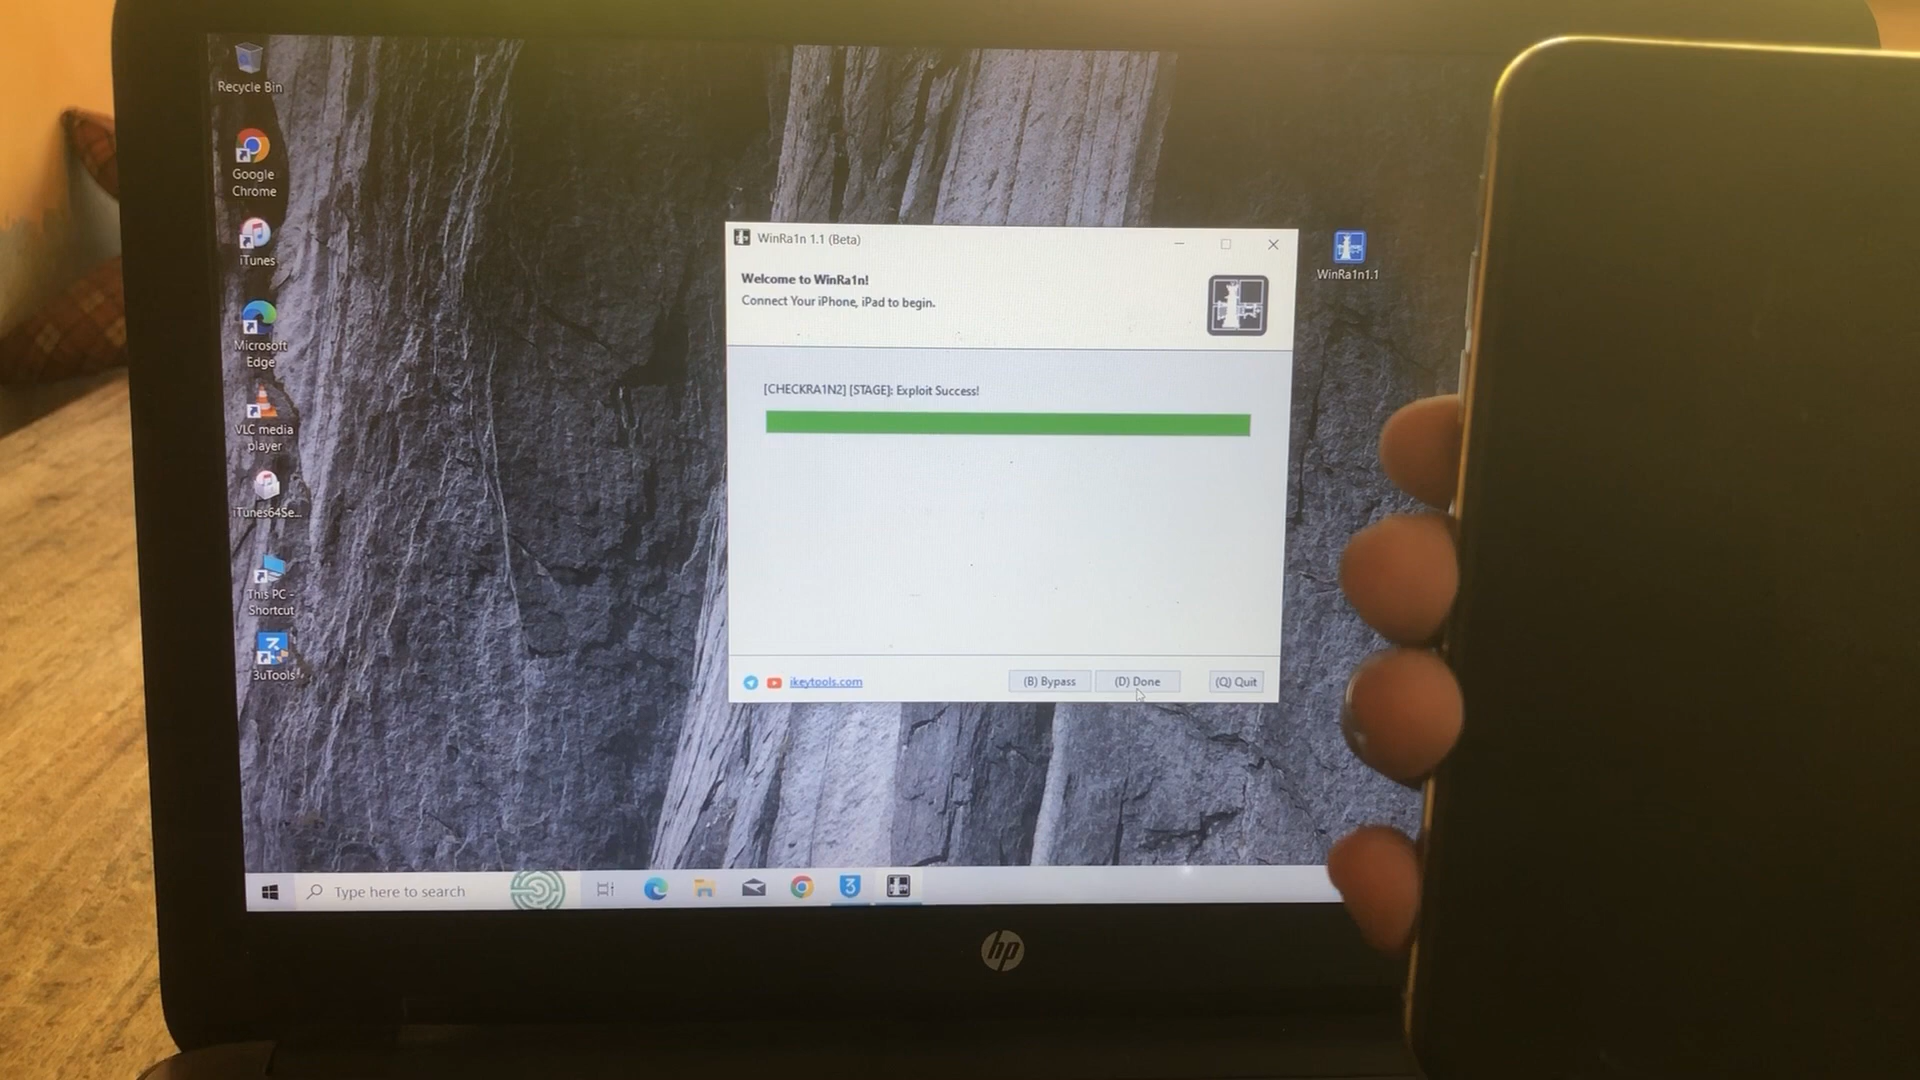 Recycle Bin
Google
Chrome
iTunes
Microsoft
Edge
VLC media
player
iTunes64Se...
This PC -
Shortcut
3uTools
WinRa1n 1.1 (Beta)
Welcome to WinRa1n!
Connect Your iPhone, iPad to begin.
[CHECKRA1N2] [STAGE]: Exploit Success!
ikeytools.com
(B) Bypass
(D) Done
(Q) Quit
WinRa1n1.1
Type here to search
hp